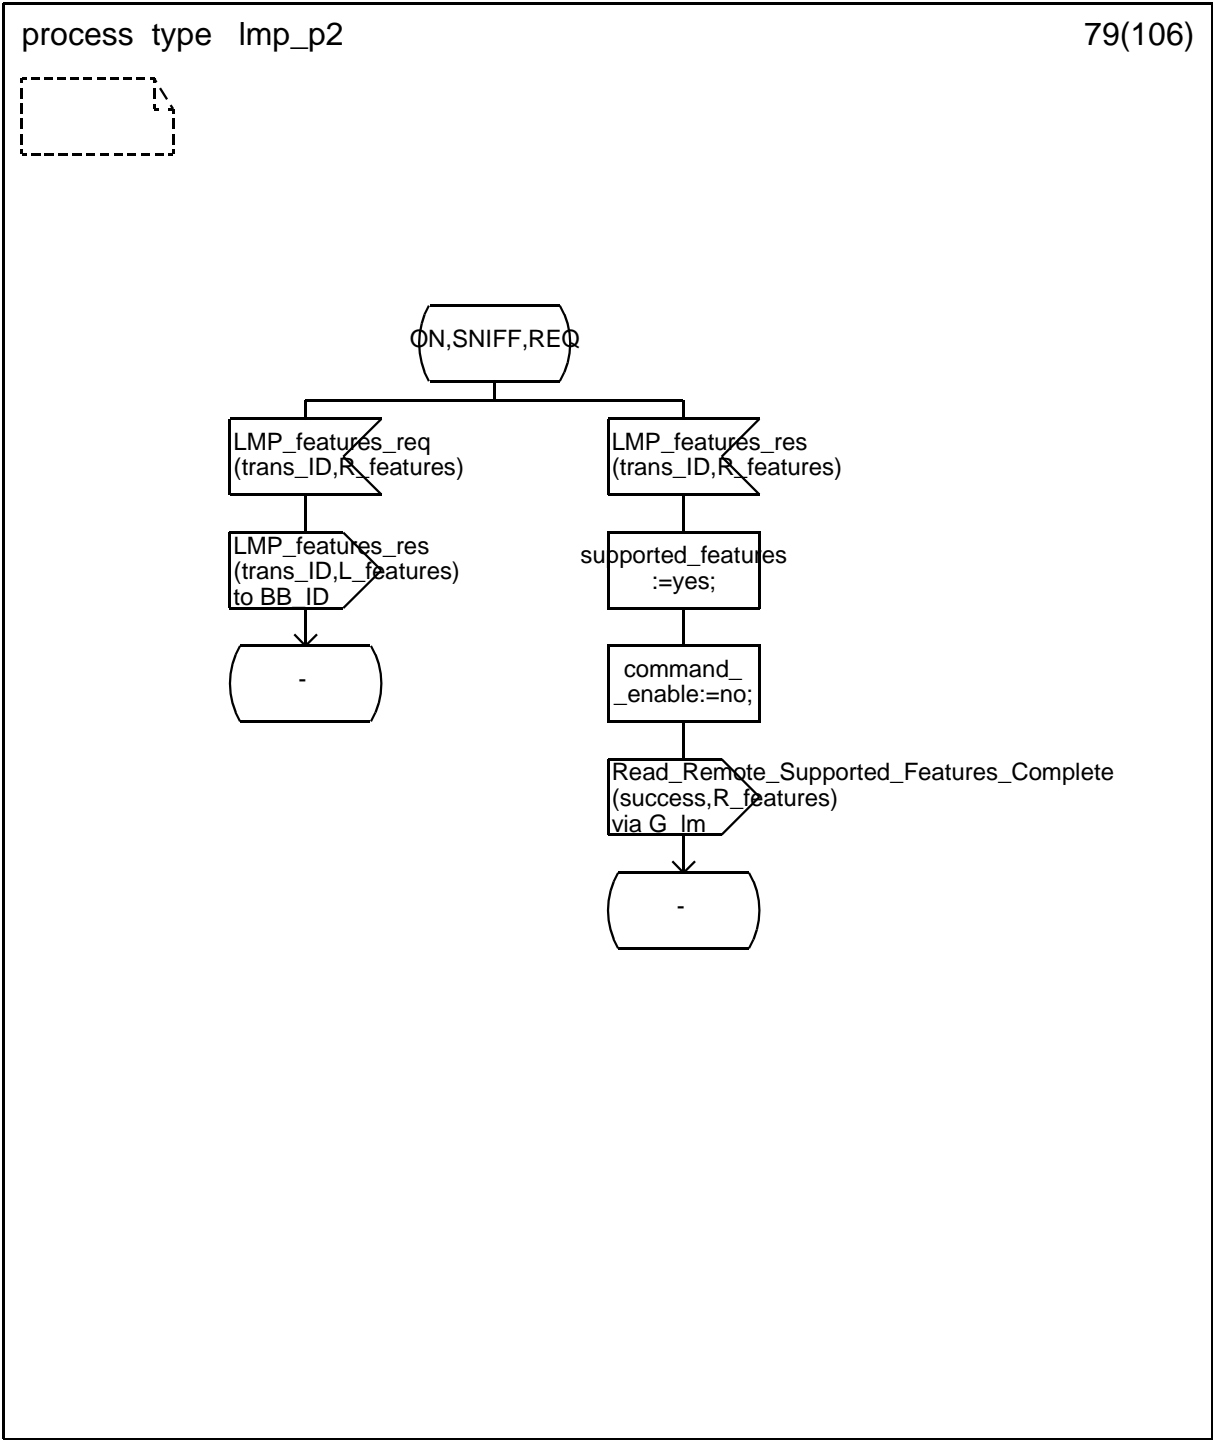 process type lmp_p2
79(106)
ON,SNIFF,REQ
LMP_features_req
(trans_ID,R_features)
LMP_features_res
(trans_ID,L_features)
to BB_ID
-
LMP_features_res
(trans_ID,R_features)
supported_features
:=yes;
command_
_enable:=no;
Read_Remote_Supported_Features_Complete
(success,R_features)
via G_lm
-